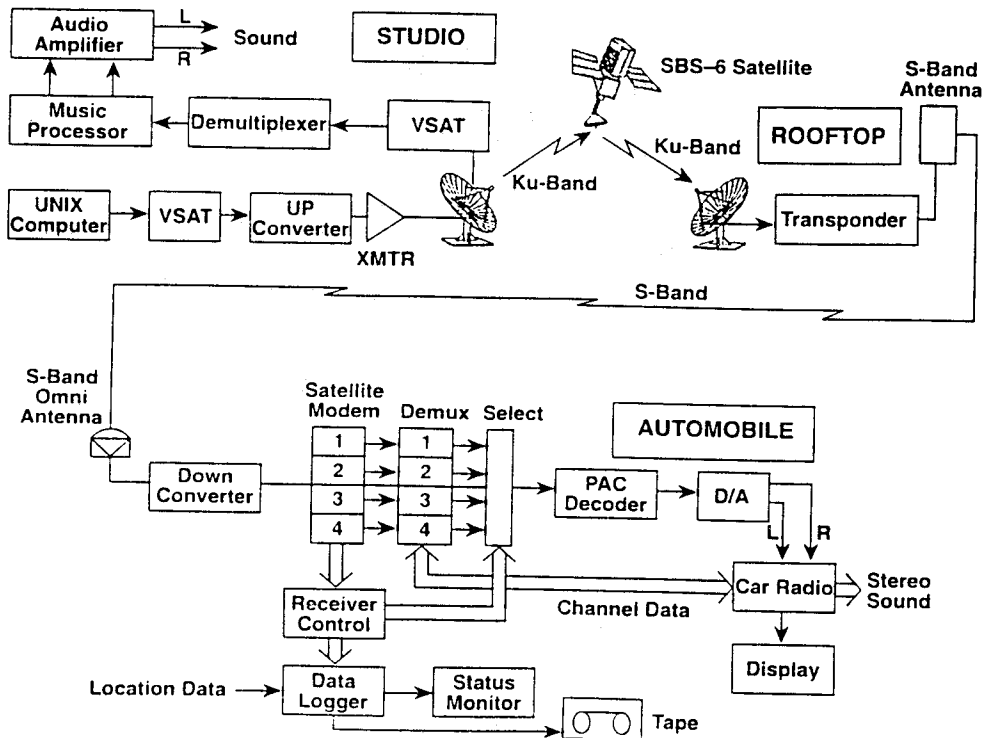 Audio
Amplifier
L
R
Sound
STUDIO
SBS–6 Satellite
S-Band
Antenna
Music
Processor
Demultiplexer
VSAT
Ku-Band
Ku-Band
ROOFTOP
UNIX
Computer
VSAT
UP
Converter
XMTR
Transponder
S-Band
S-Band
Omni
Antenna
Satellite
Modem
Demux
Select
AUTOMOBILE
1
1
2
2
3
3
4
4
Down
Converter
PAC
Decoder
D/A
L
R
Receiver
Control
Channel Data
Car Radio
Stereo
Sound
Display
Location Data
Data
Logger
Status
Monitor
Tape